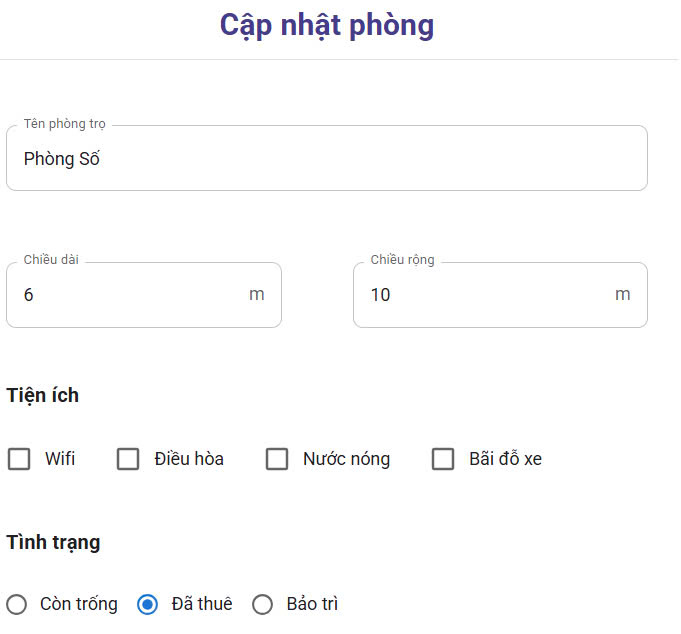 Cập nhật phòng
Tên phòng trọ
Phòng Số
Chiều dài Chiều rộng
6 m 10 m
Tiện ích
Wifi Điều hòa Nước nóng Bãi đỗ xe
Tình trạng
Còn trống Đã thuê Bảo trì